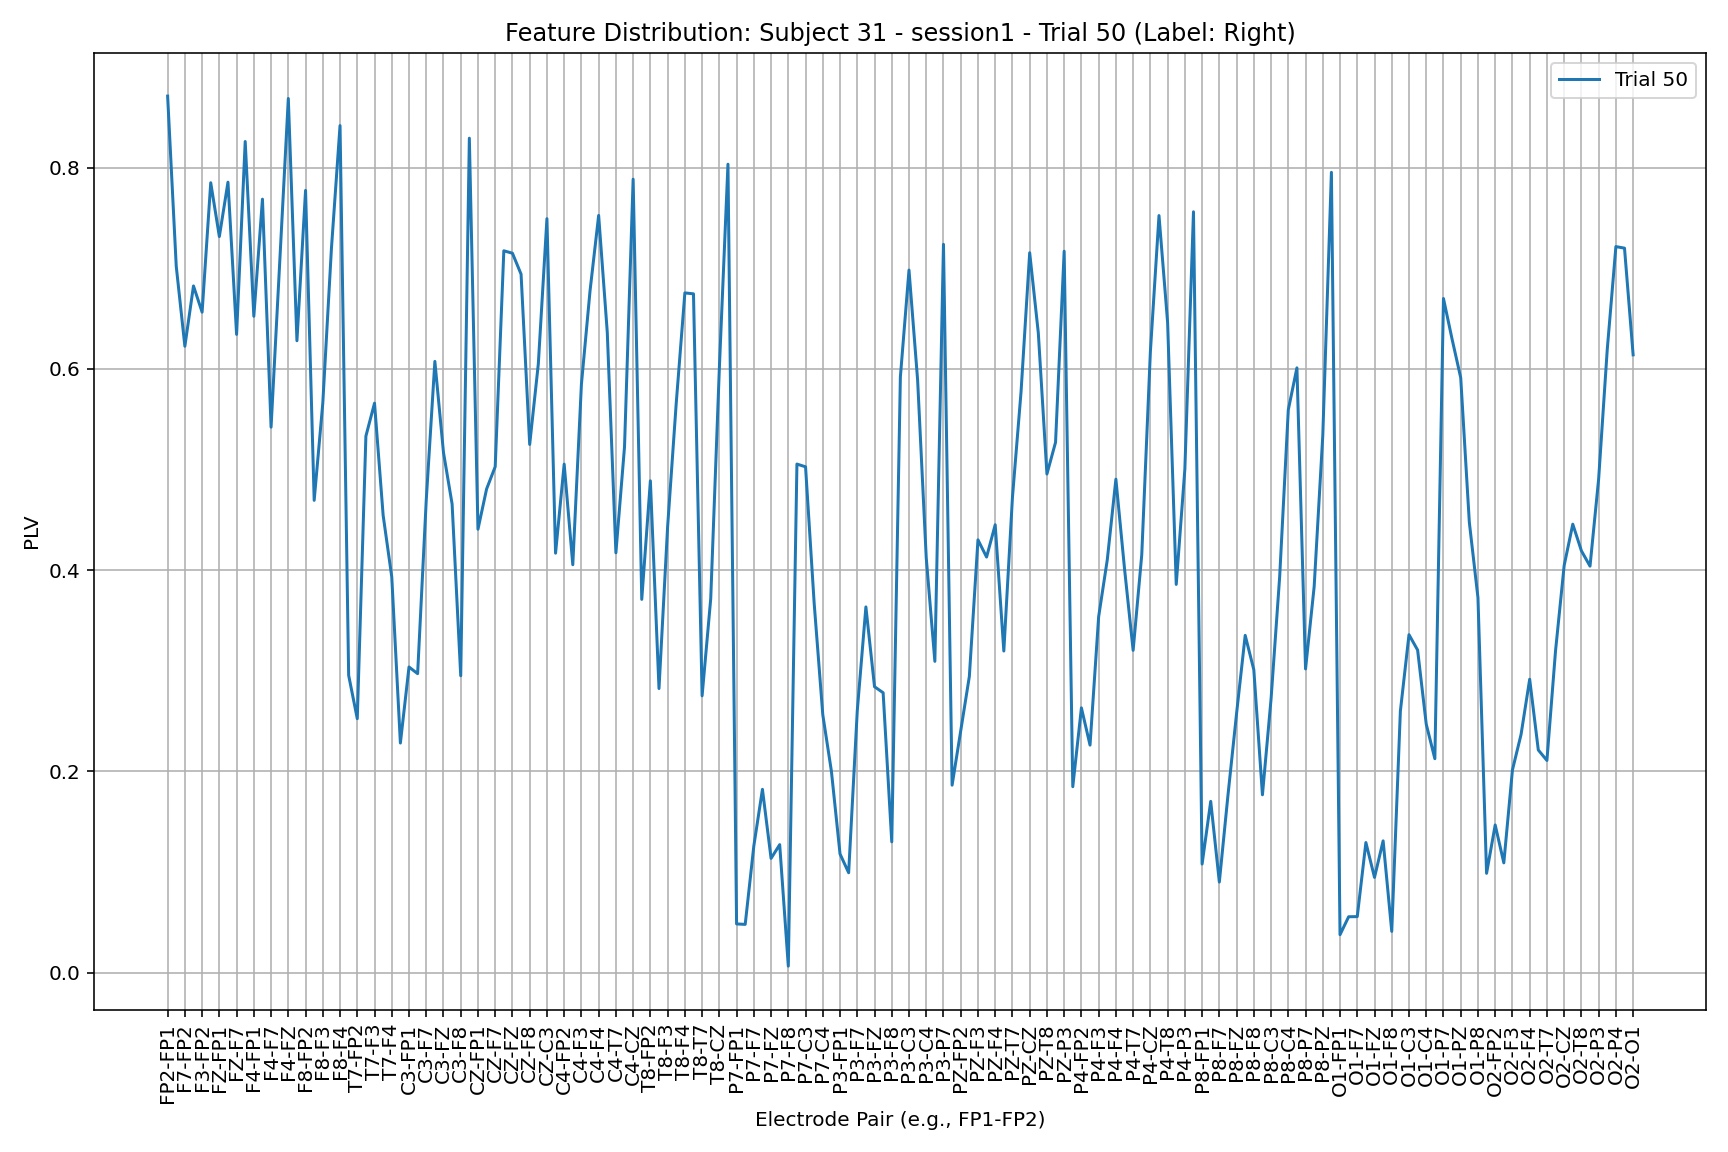 Feature Distribution: Subject 31 - session1 - Trial 50 (Label: Right)
Trial 50
PLV
0.8
0.6
0.4
0.2
0.0
FP2-FP1
F7-FP2
F3-FP2
FZ-FP1
FZ-F7
F4-FP1
F4-F7
F4-FZ
F8-FP2
F8-F3
F8-F4
T7-FP2
T7-F3
T7-F4
C3-FP1
C3-F7
C3-FZ
C3-F8
CZ-FP1
CZ-F7
CZ-FZ
CZ-F8
CZ-C3
C4-FP2
C4-F3
C4-F4
C4-T7
C4-CZ
T8-FP2
T8-F3
T8-F4
T8-T7
T8-CZ
P7-FP1
P7-F7
P7-FZ
P7-F8
P7-C3
P7-C4
P3-FP1
P3-F7
P3-FZ
P3-F8
P3-C3
P3-C4
P3-P7
PZ-FP2
PZ-F3
PZ-F4
PZ-T7
PZ-CZ
PZ-T8
PZ-P3
P4-FP2
P4-F3
P4-F4
P4-T7
P4-CZ
P4-T8
P4-P3
P8-FP1
P8-F7
P8-FZ
P8-F8
P8-C3
P8-C4
P8-P7
P8-PZ
O1-FP1
O1-F7
O1-FZ
O1-F8
O1-C3
O1-C4
O1-P7
O1-PZ
O1-P8
O2-FP2
O2-F3
O2-F4
O2-T7
O2-CZ
O2-T8
O2-P3
O2-P4
O2-O1
Electrode Pair (e.g., FP1-FP2)